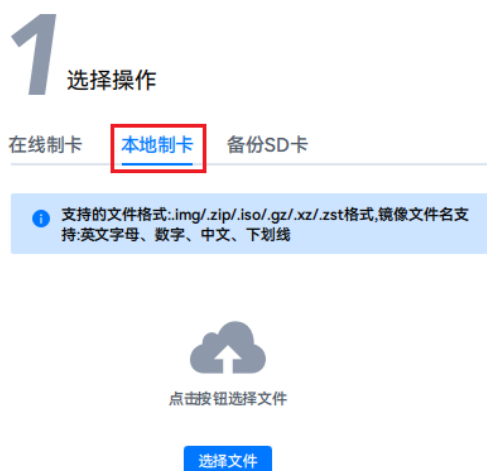 1
选择操作
在线制卡 本地制卡 备份SD卡
支持的文件格式:.img/.zip/.iso/.gz/.xz/.zst格式,镜像文件名支
持:英文字母、数字、中文、下划线
点击按钮选择文件
选择文件